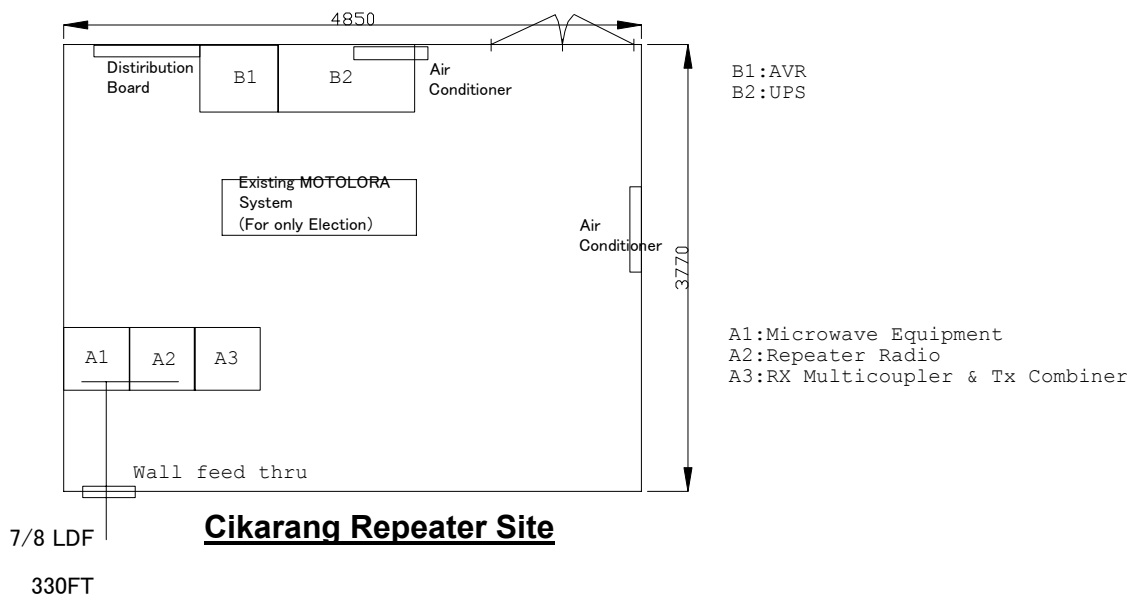 4850
Distiribution
Board
B1
B2
Air
Conditioner
B1:AVR
B2:UPS
Existing MOTOLORA
System
(For only Election)
Air
Conditioner
3770
A1
A2
A3
A1:Microwave Equipment
A2:Repeater Radio
A3:RX Multicoupler & Tx Combiner
Wall feed thru
Cikarang Repeater Site
7/8 LDF
330FT